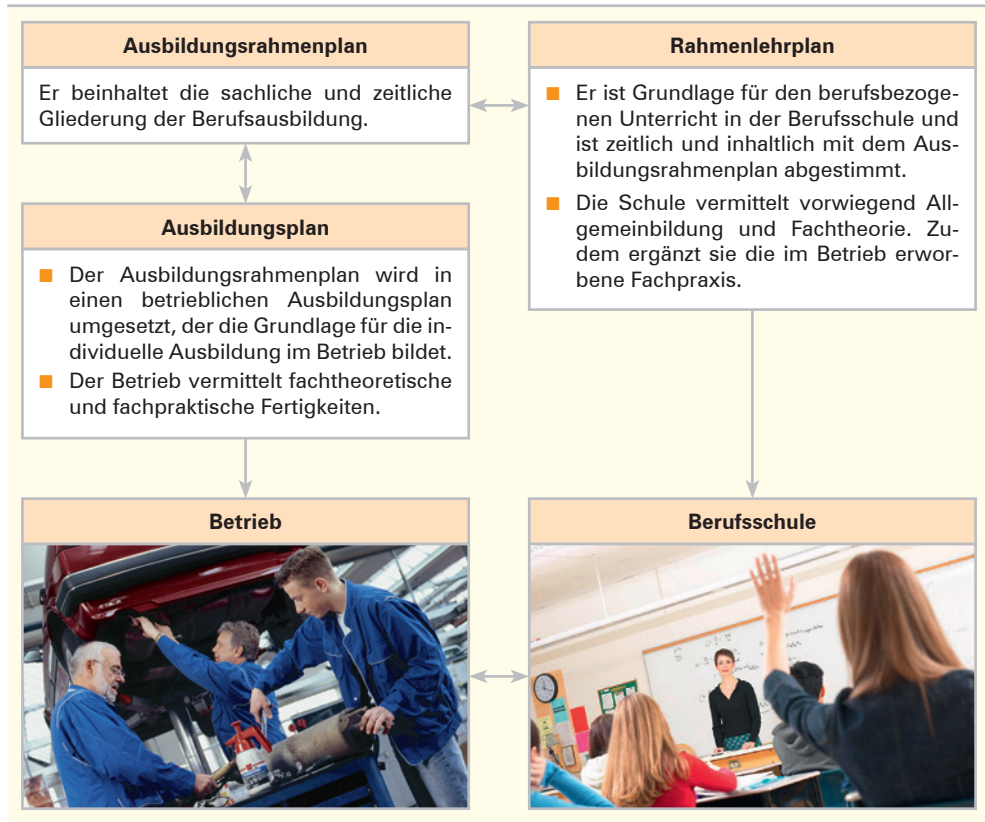 Ausbildungsrahmenplan
Er beinhaltet die sachliche und zeitliche
Gliederung der Berufsausbildung.
Rahmenlehrplan
■ Er ist Grundlage für den berufsbezoge-
nen Unterricht in der Berufsschule und
ist zeitlich und inhaltlich mit dem Aus-
bildungsrahmenplan abgestimmt.
■ Die Schule vermittelt vorwiegend All-
gemeinbildung und Fachtheorie. Zu-
dem ergänzt sie die im Betrieb erwor-
bene Fachpraxis.
Ausbildungsplan
■ Der Ausbildungsrahmenplan wird in
einen betrieblichen Ausbildungsplan
umgesetzt, der die Grundlage für die in-
dividuelle Ausbildung im Betrieb bildet.
■ Der Betrieb vermittelt fachtheoretische
und fachpraktische Fertigkeiten.
Betrieb
Berufsschule